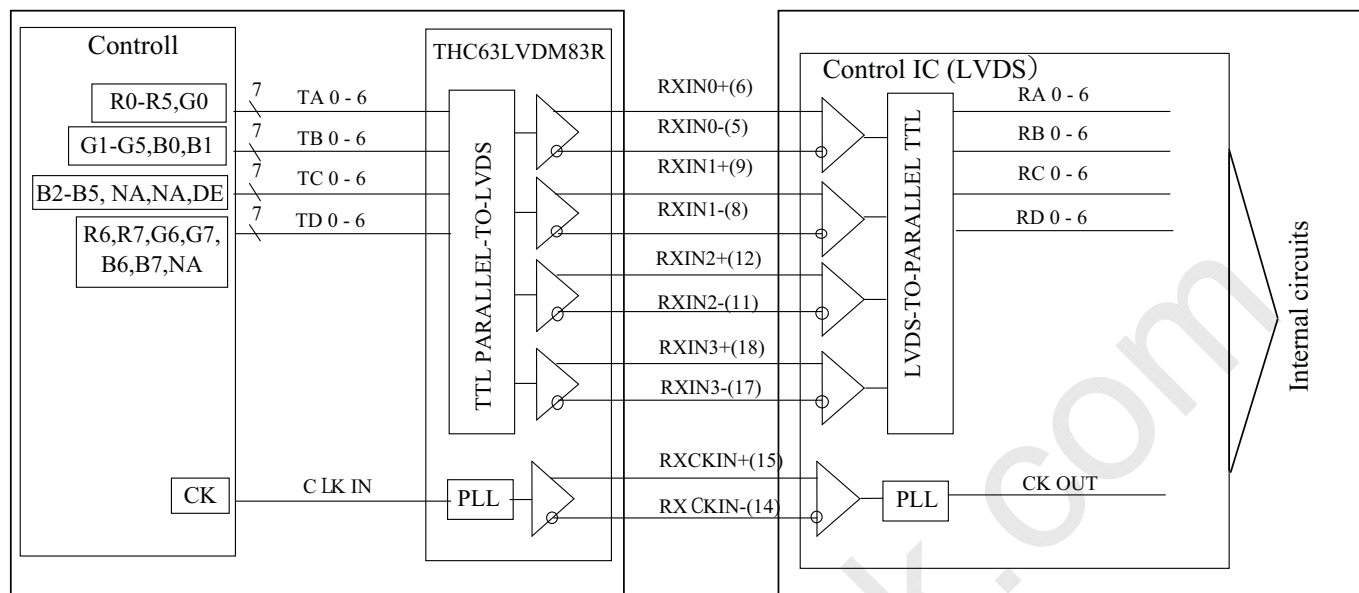 Controll
R0-R5,G0
G1-G5,B0,B1
B2-B5, NA,NA,DE
R6,R7,G6,G7,
B6,B7,NA
CK
7
TA 0 - 6
7
TB 0 - 6
7
TC 0 - 6
7
TD 0 - 6
CLK IN
THC63LVDM83R
TTL PARALLEL-TO-LVDS
PLL
RXIN0+(6)
RXIN0-(5)
RXIN1+(9)
RXIN1-(8)
RXIN2+(12)
RXIN2-(11)
RXIN3+(18)
RXIN3-(17)
RXCKIN+(15)
RXCKIN-(14)
Control IC (LVDS)
LVDS-TO-PARALLEL TTL
PLL
RA 0 - 6
RB 0 - 6
RC 0 - 6
RD 0 - 6
CK OUT
Internal circuits
k.com